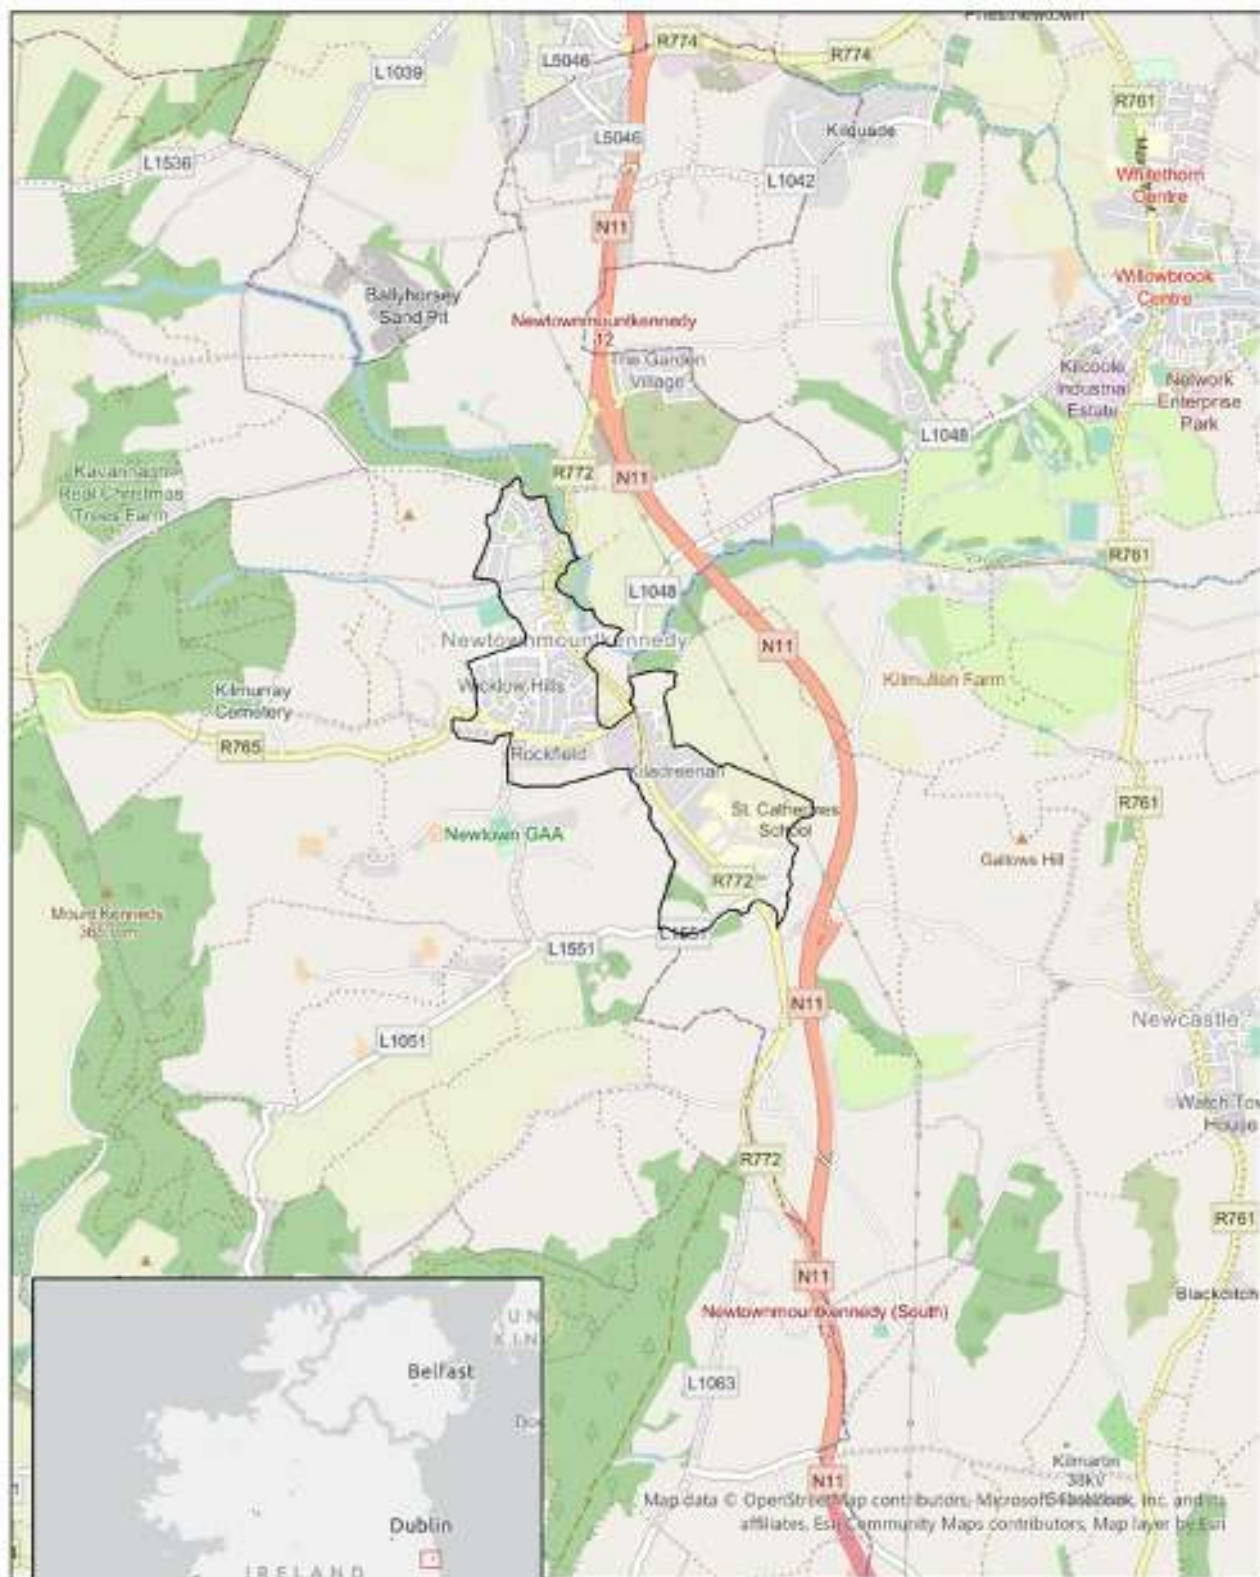 R774
L5046
R774
L1039
R761
L5046
Kilquade
L1536
Whitethorn
Centre
L1042
N11
Willowbrook
Centre
Ballyhorsey
Sand Pit
Newtownmountkennedy
12
The Garden
Village
Kilcoole
Industrial
Estate
Network
Enterprise
Park
L1048
R772
N11
Kavannagh
Real Christmas
Trees Farm
R761
L1048
Newtownmountkennedy
N11
Wicklow Hills
Kilmurray
Cemetery
Kilmullen Farm
R765
Rockfield
Kiladreenan
R761
St. Catherines
School
Newtown GAA
Gallows Hill
R772
Mount Kennedy
L1551
L1551
N11
Newcastle
L1051
House
R772
R761
N11
Blackditch
Newtownmountkennedy (South)
UN
KIN
Belfast
L1063
38kV
N11
Map data © OpenStreetMap contributors, Microsoft, Facebook, Inc. and its
affiliates, Esri Community Maps contributors, Map layer by Esri
Dublin
IRELAND